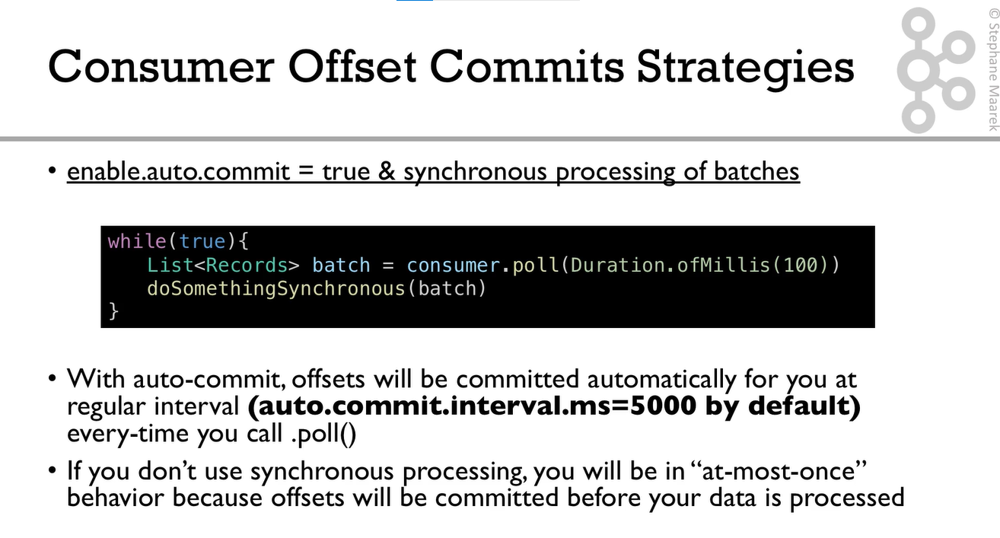 Consumer Offset Commits Strategies
© Stephane Maarek
• enable.auto.commit = true & synchronous processing of batches
while(true){
    List<Records> batch = consumer.poll(Duration.ofMillis(100))
    doSomethingSynchronous(batch)
}
• With auto-commit, offsets will be committed automatically for you at
regular interval (auto.commit.interval.ms=5000 by default)
every-time you call .poll()
• If you don’t use synchronous processing, you will be in “at-most-once”
behavior because offsets will be committed before your data is processed